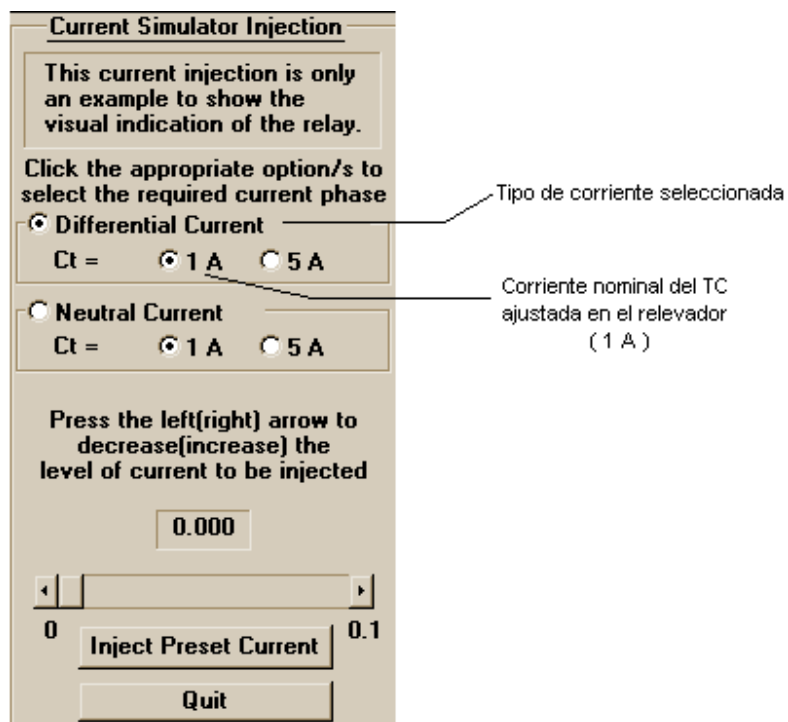 Current Simulator Injection
This current injection is only
an example to show the
visual indication of the relay.
Click the appropriate option/s to
select the required current phase
Differential Current
Ct = 1 A 5 A
Neutral Current
Ct = 1 A 5 A
Press the left(right) arrow to
decrease(increase) the
level of current to be injected
0.000
0 0.1
Inject Preset Current
Quit
Tipo de corriente seleccionada
Corriente nominal del TC
ajustada en el relevador
( 1 A )